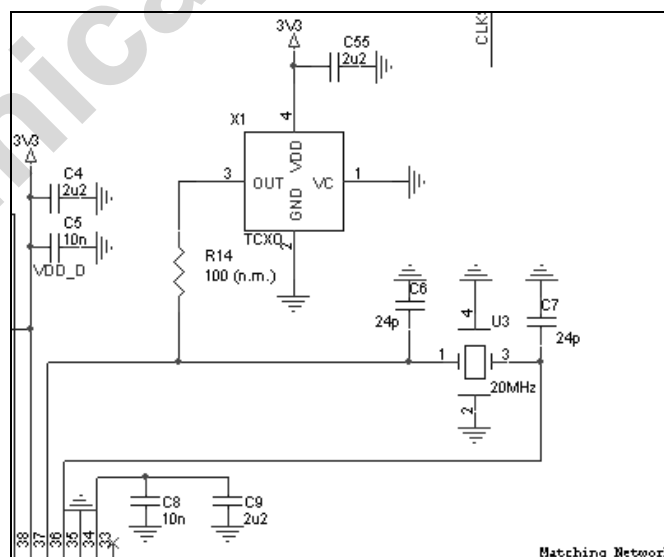 nica
3V3
C55
2u2
CLK
4
X1
VDD
3
OUT
VC
1
GND
TCXO
2
3V3
C4
2u2
C5
10n
VDD_D
R14
100 (n.m.)
C6
24p
4
U3
C7
24p
1
3
20MHz
2
C8
10n
C9
2u2
38
37
36
35
34
33
Matching Networ